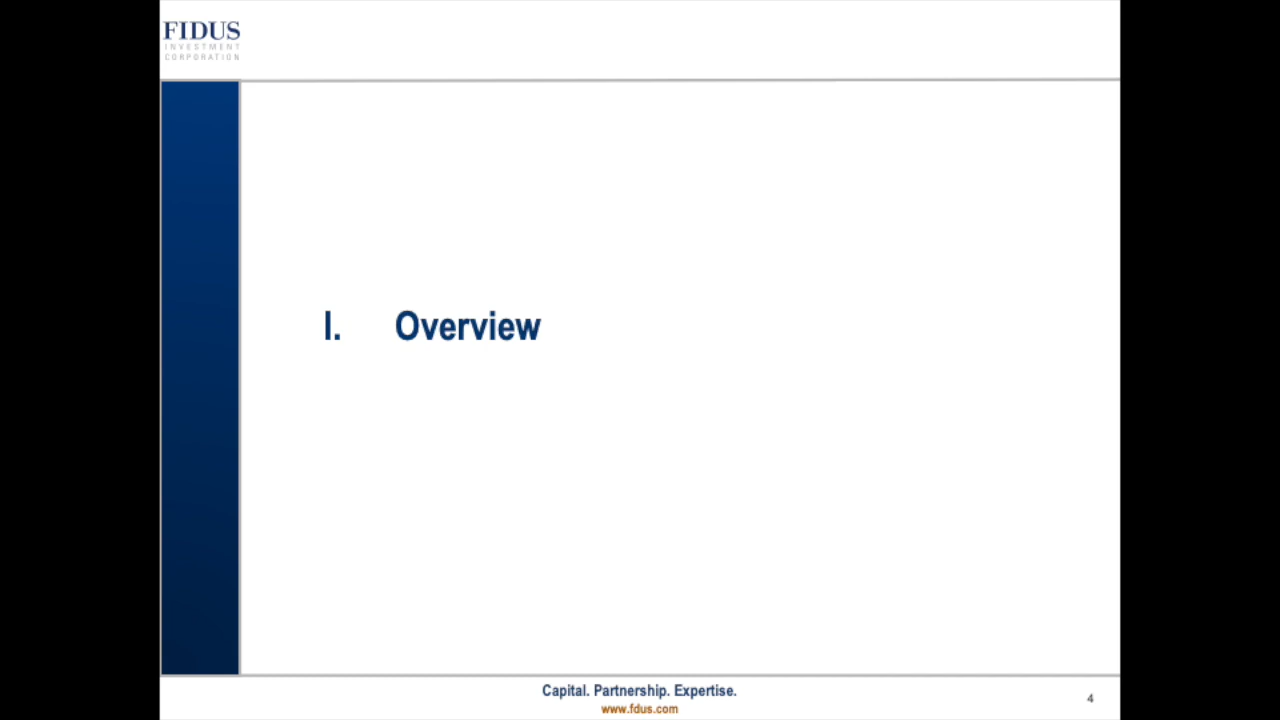 FIDUS
INVESTMENT
CORPORATION
I. Overview
Capital. Partnership. Expertise.
www.fdus.com
4